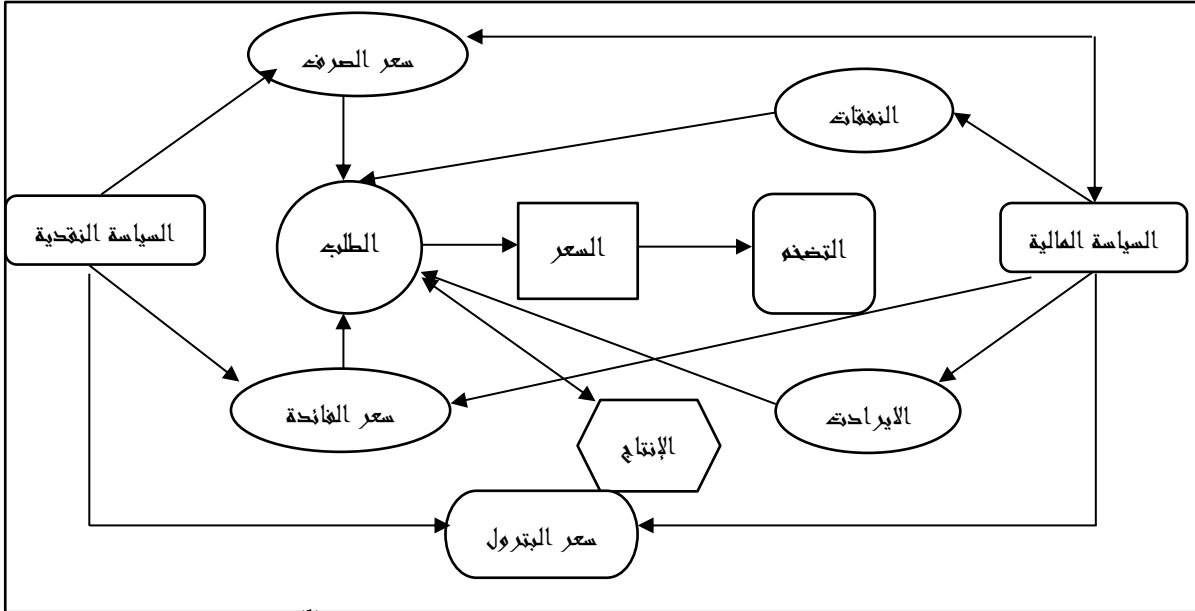 سعر الصرف
النفقات
السياسة النقدية
الطلب
السعر
التضخم
السياسة المالية
سعر الفائدة
الايرادت
الإنتاج
سعر البترول